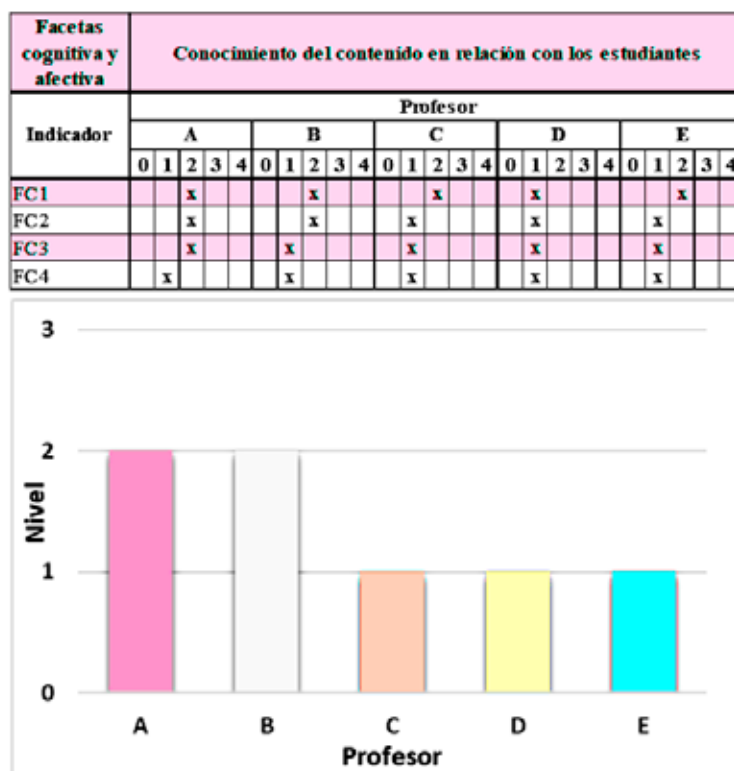 Facetas
cognitiva y
afectiva
Conocimiento del contenido en relación con los estudiantes
Indicador
Profesor
A B C D E
0 1 2 3 4 0 1 2 3 4 0 1 2 3 4 0 1 2 3 4 0 1 2 3 4
FC1 x x x x x
FC2 x x x x x
FC3 x x x x x
FC4 x x x x x
3
2
1
0
Nivel
A B C D E
Profesor